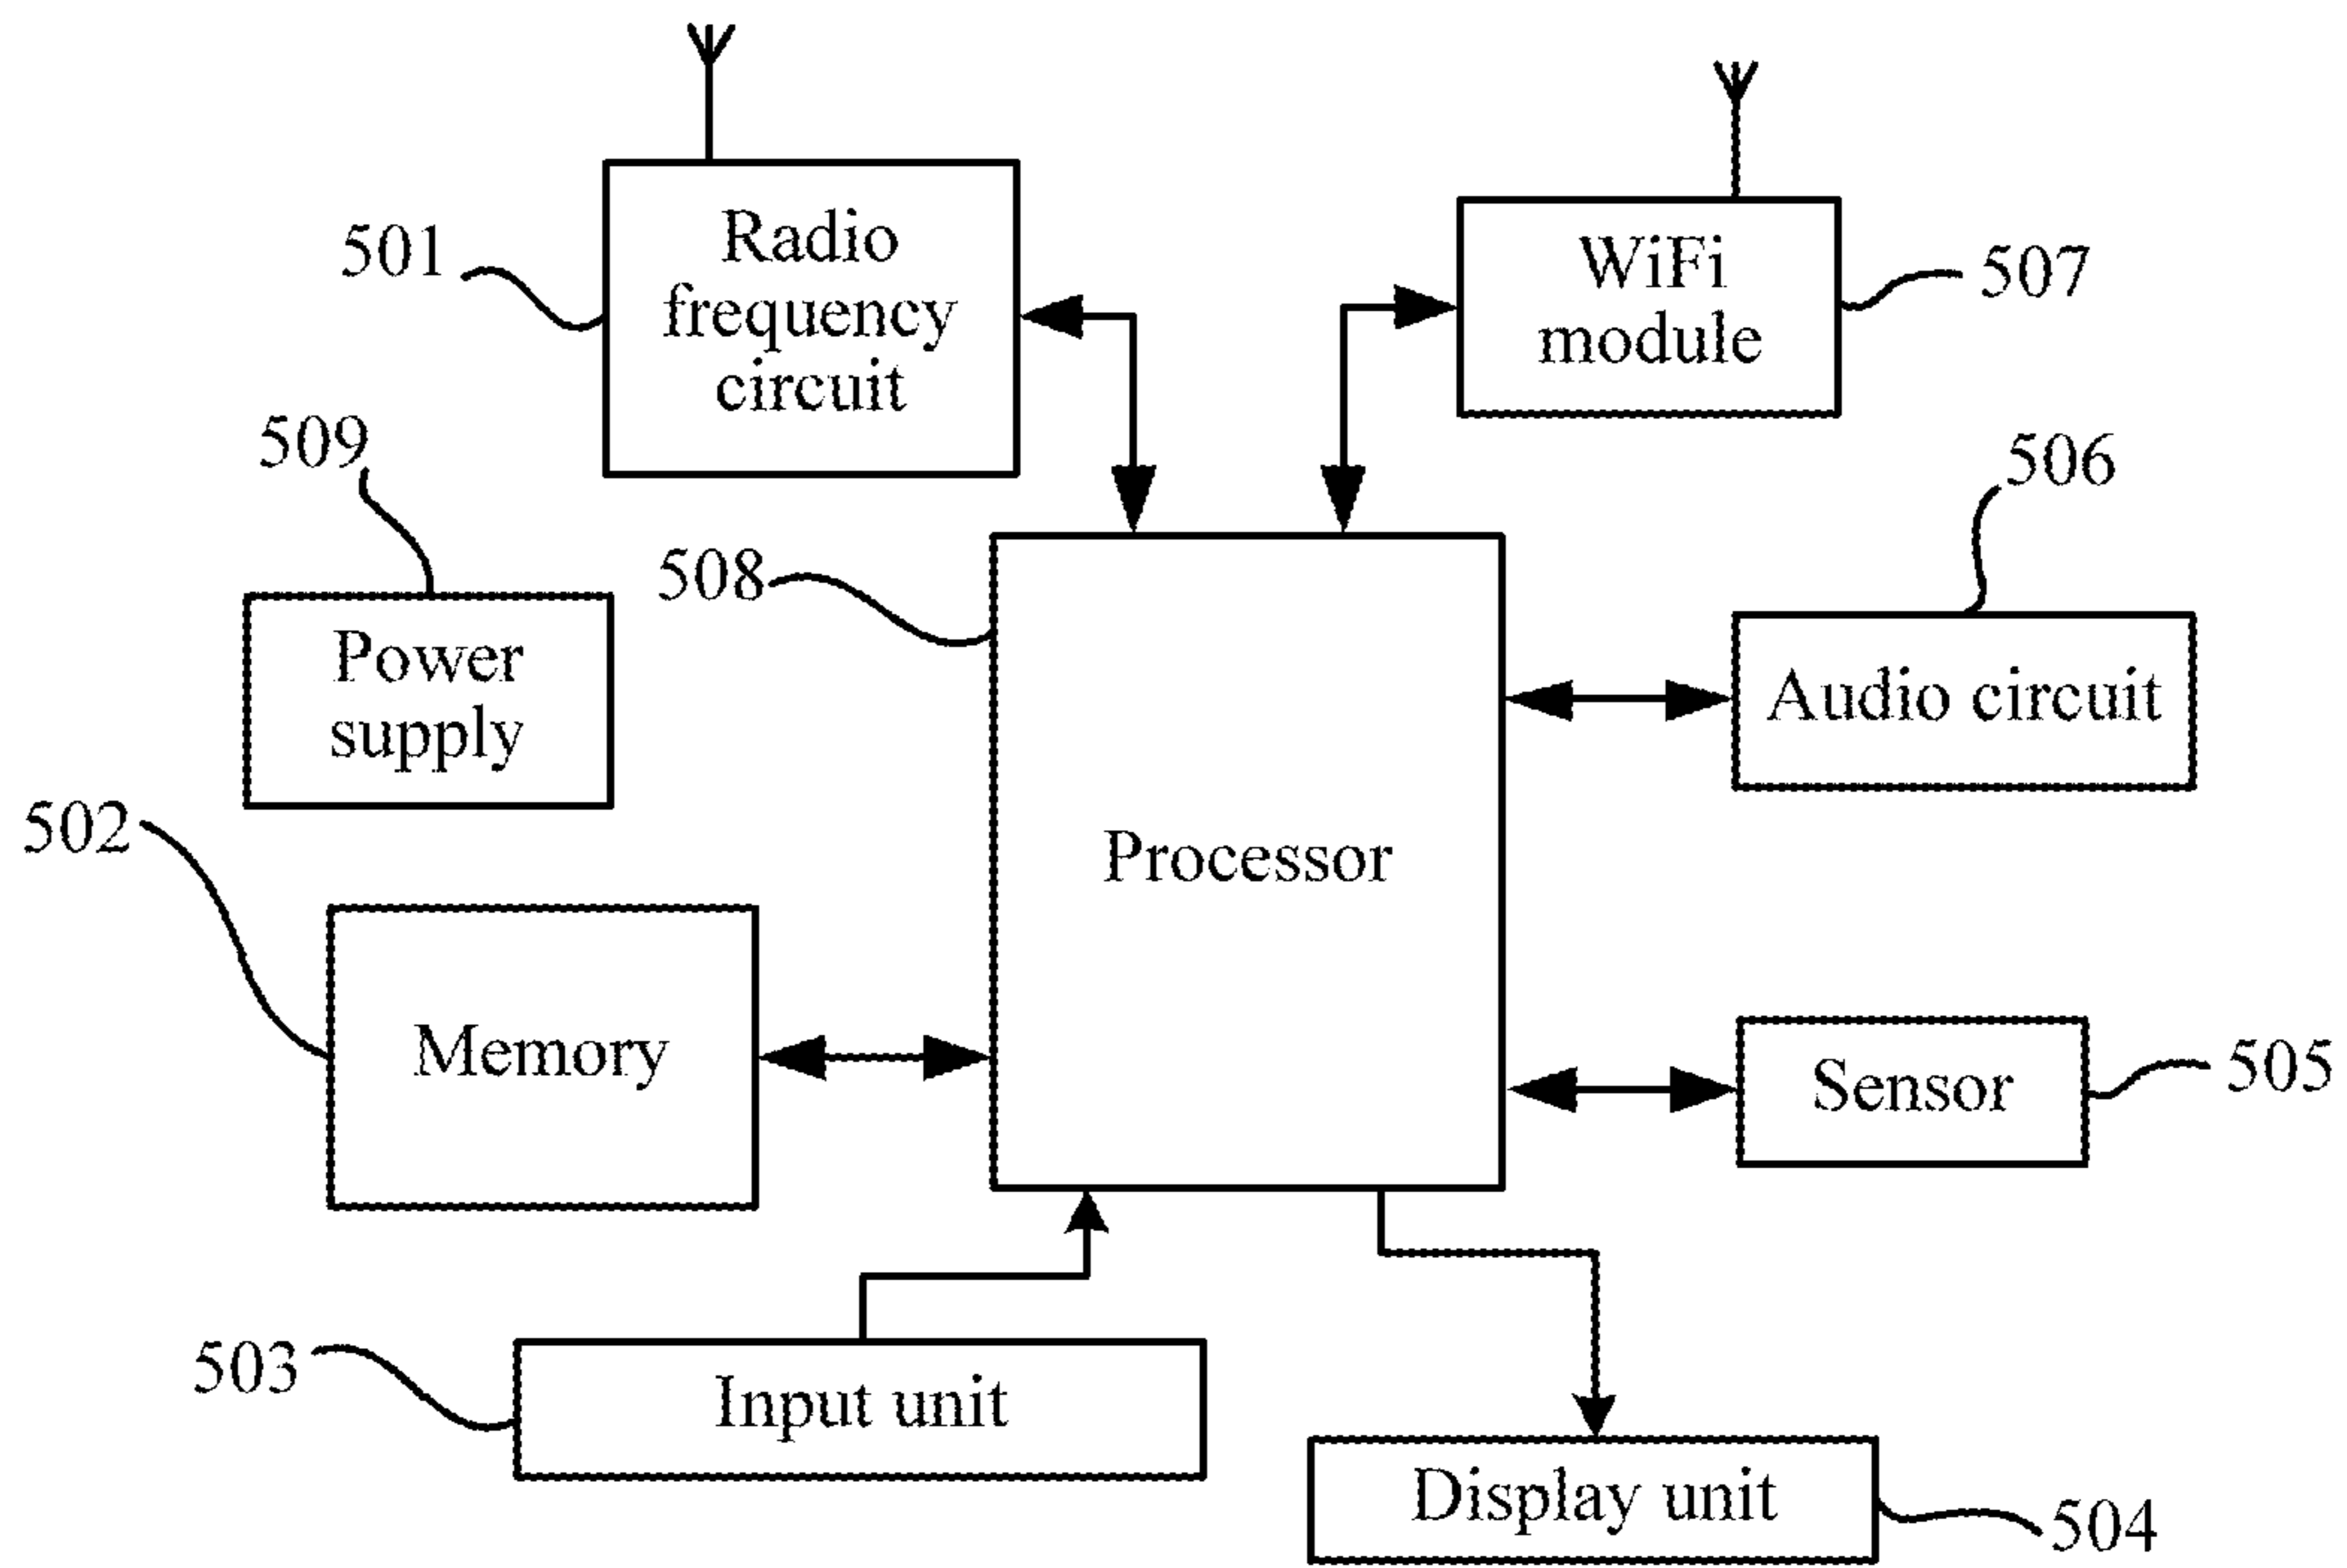 501
Radio
frequency
circuit
WiFi
module
507
509
506
508
Power
supply
Audio circuit
502
Processor
Memory
Sensor
505
503
Input unit
Display unit
504